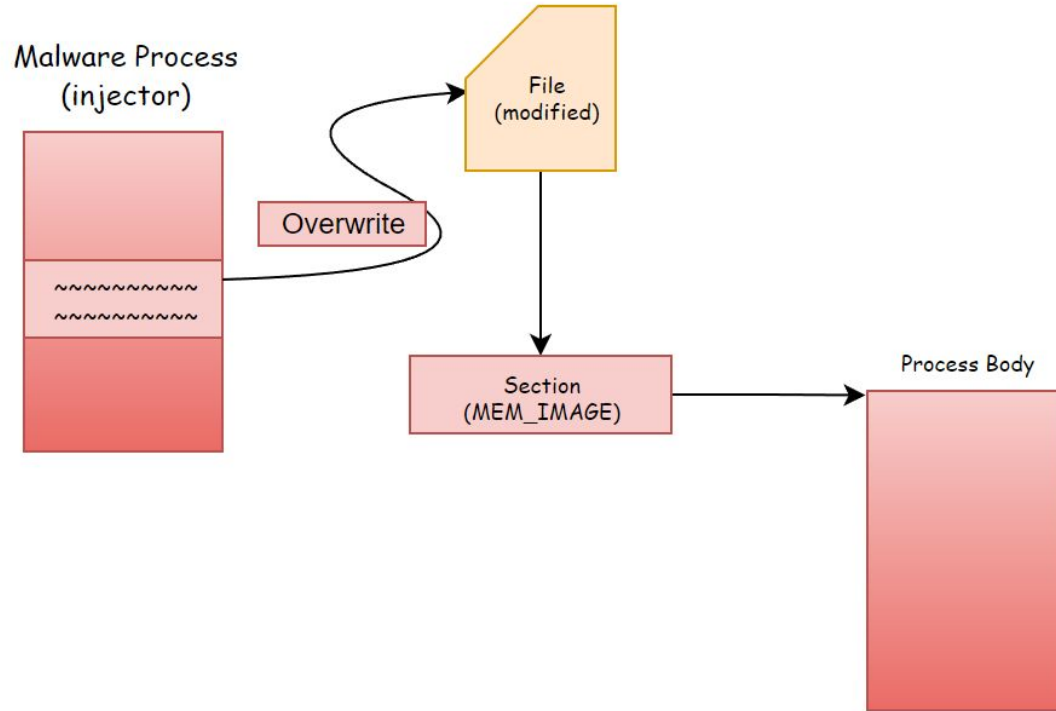 Malware Process
(injector)
~~~~~~~~~~
~~~~~~~~~~
Overwrite
File
(modified)
Section
(MEM_IMAGE)
Process Body